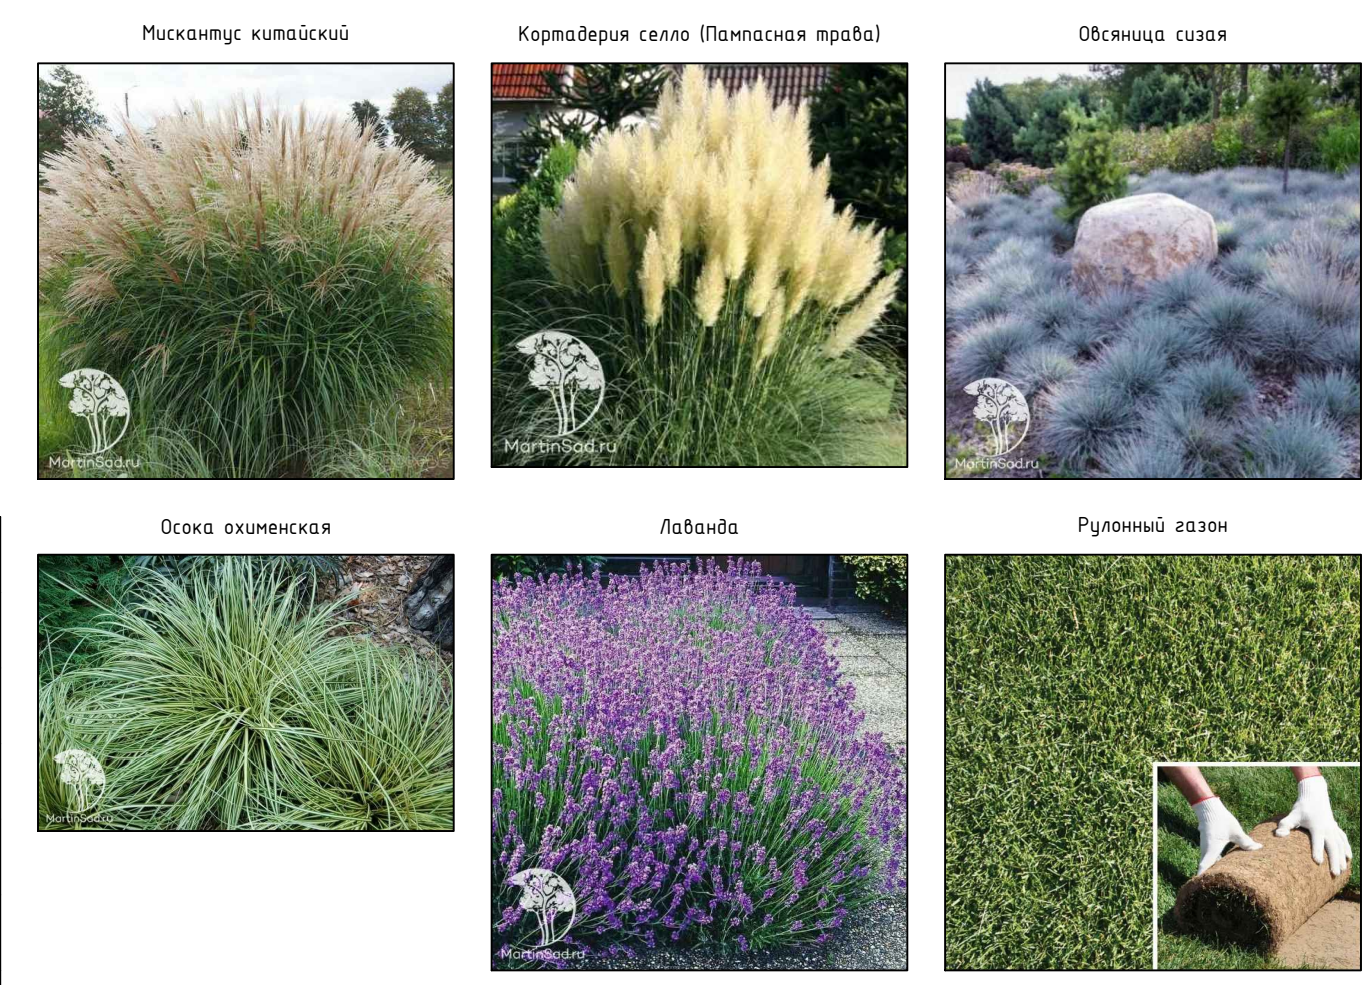 Мискантус китайский
Кортадерия селло (Пампасная трава)
Овсяница сизая
MartinSad.ru
MartinSad.ru
MartinSad.ru
Осока охименская
Лаванда
Рулонный газон
MartinSad.ru
MartinSad.ru